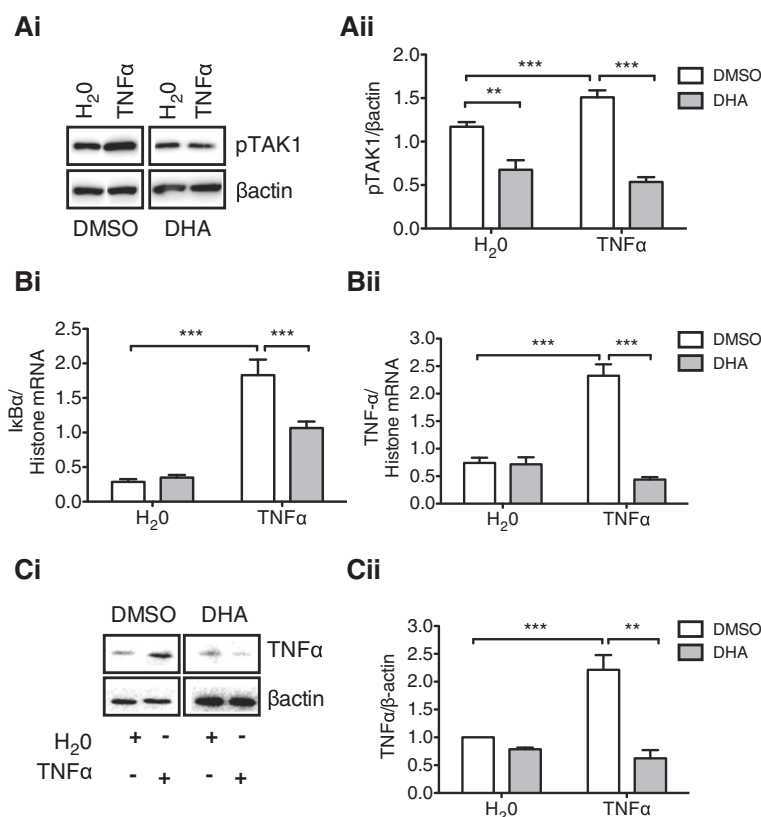 Ai
H₂0 TNFα H₂0 TNFα
pTAK1
βactin
DMSO DHA
Aii
2.0
1.5
1.0
0.5
0.0
pTAK1/βactin
*** ***
**
H₂0 TNFα
DMSO
DHA
Bi
2.5
2.0
1.5
1.0
0.5
0.0
IκBα/
Histone mRNA
*** ***
H₂0 TNFα
Bii
3.0
2.5
2.0
1.5
1.0
0.5
0.0
TNF-α/
Histone mRNA
*** ***
H₂0 TNFα
DMSO
DHA
Ci
DMSO DHA
TNFα
βactin
H₂0 + - + -
TNFα - + - +
Cii
3.0
2.5
2.0
1.5
1.0
0.5
0.0
TNFα/β-actin
*** **
H₂0 TNFα
DMSO
DHA